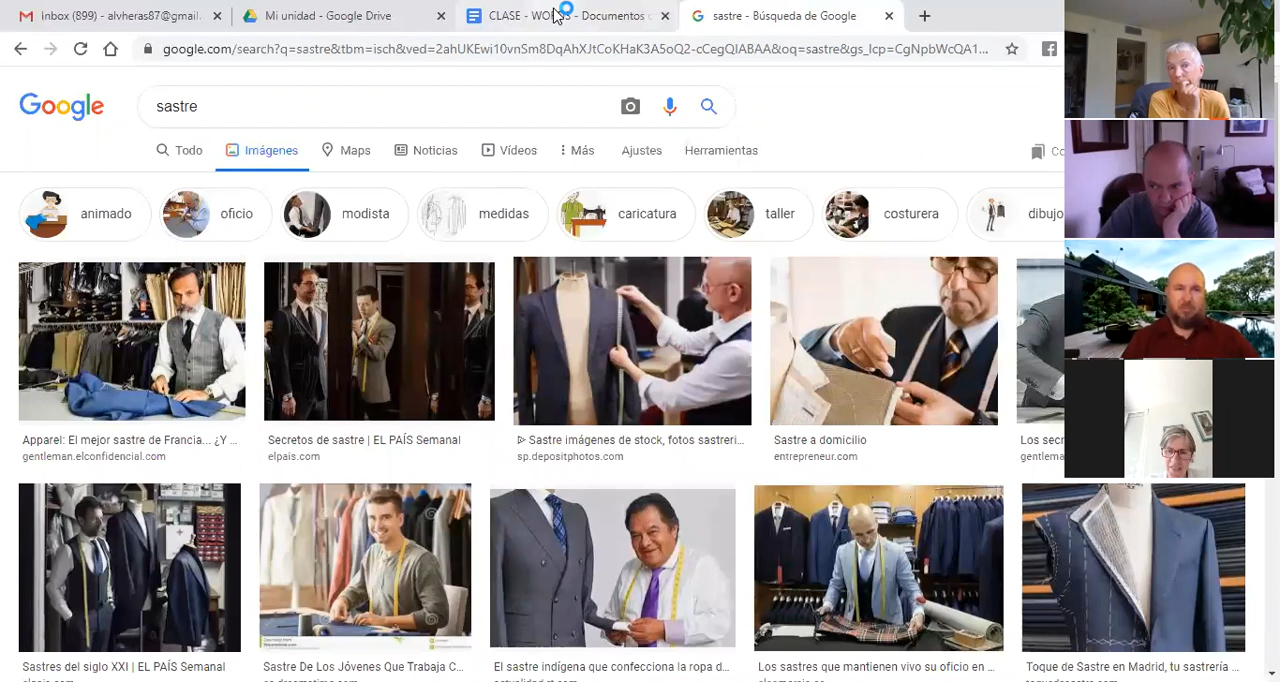 inbox (899) - alvheras87@gmail.
Mi unidad - Google Drive
CLASE - WO S - Documentos
sastre - Búsqueda de Google
google.com/search?q=sastre&tbm=isch&ved=2ahUKEwi10vnSm8DqAhXJtCoKHaK3A5oQ2-cCegQIABAA&oq=sastre&gs_lcp=CgNpbWcQA1...
Google
sastre
Todo
Imágenes
Maps
Noticias
Vídeos
Más
Ajustes
Herramientas
animado
oficio
modista
medidas
caricatura
taller
costurera
dibujo
Apparel: El mejor sastre de Francia... ¿Y ...
gentleman.elconfidencial.com
Secretos de sastre | EL PAÍS Semanal
elpais.com
Sastre imágenes de stock, fotos sastreri...
sp.depositphotos.com
Sastre a domicilio
entrepreneur.com
Los secr
gentlema
Sastres del siglo XXI | EL PAÍS Semanal
Sastre De Los Jóvenes Que Trabaja C...
El sastre indígena que confecciona la ropa d...
Los sastres que mantienen vivo su oficio en ...
Toque de Sastre en Madrid, tu sastrería ...